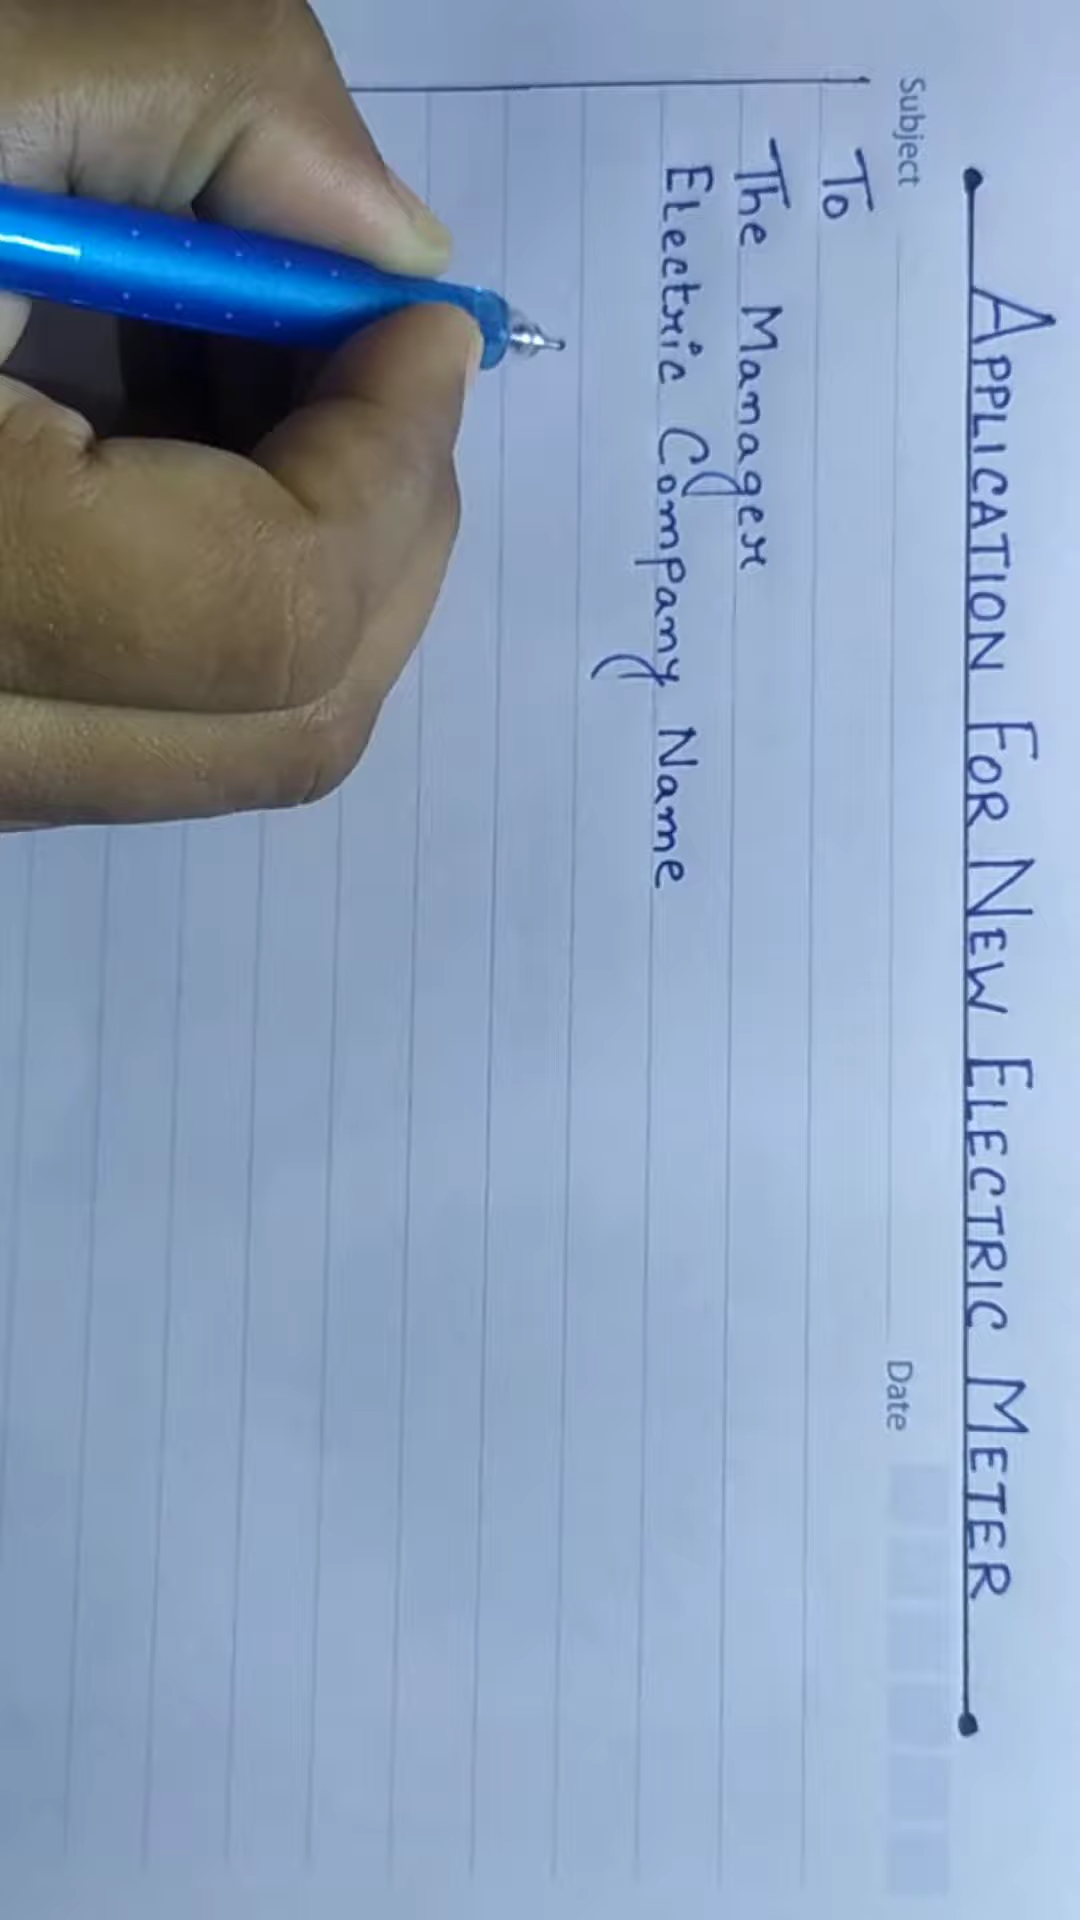 APPLICATION FOR NEW ELECTRIC METER
Subject Date
To
The Manager
Electric Company Name